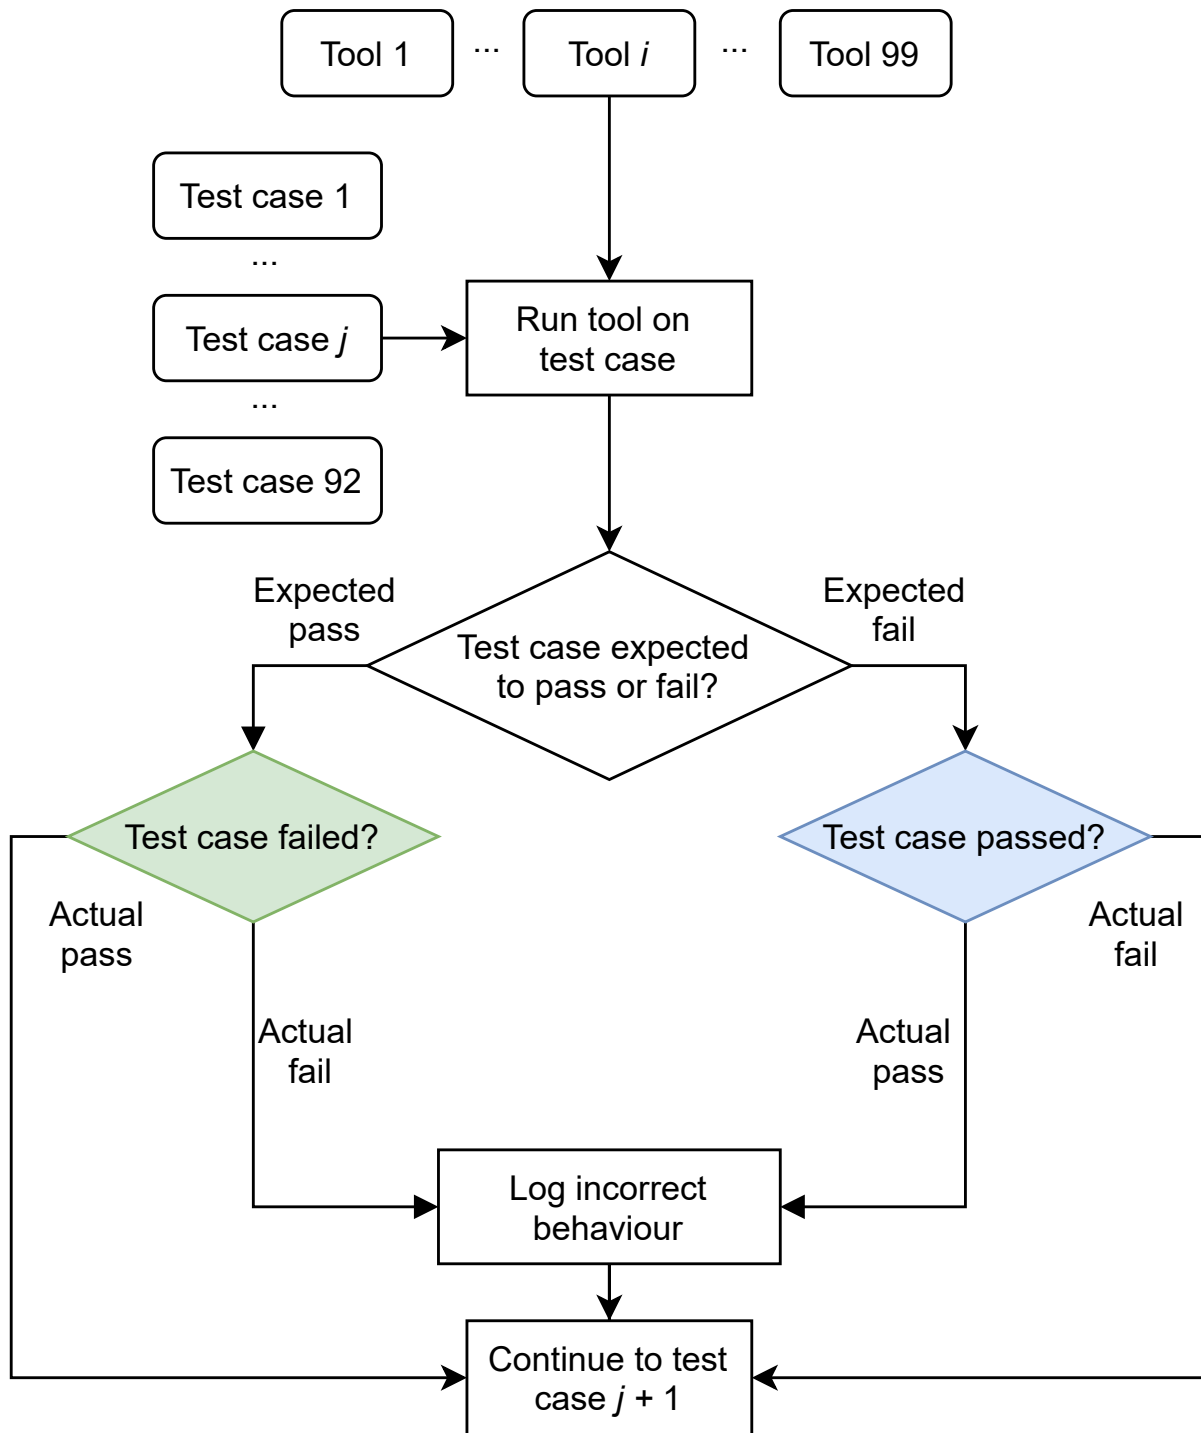 Tool 1
...
Tool i
...
Tool 99
Test case 1
...
Test case j
...
Test case 92
Run tool on
test case
Expected
pass
Test case expected
to pass or fail?
Expected
fail
Test case failed?
Test case passed?
Actual
pass
Actual
fail
Actual
pass
Actual
fail
Log incorrect
behaviour
Continue to test
case j + 1